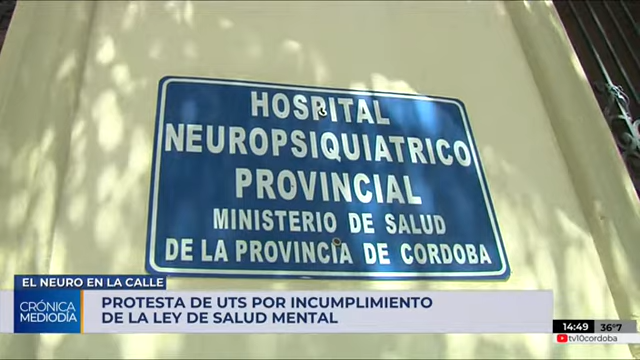 HOSPITAL
NEUROPSIQUIATRICO
PROVINCIAL
MINISTERIO DE SALUD
DE LA PROVINCIA DE CORDOBA
EL NEURO EN LA CALLE
CRÓNICA
MEDIODÍA
PROTESTA DE UTS POR INCUMPLIMIENTO
DE LA LEY DE SALUD MENTAL
14:49 36°7
tv10cordoba